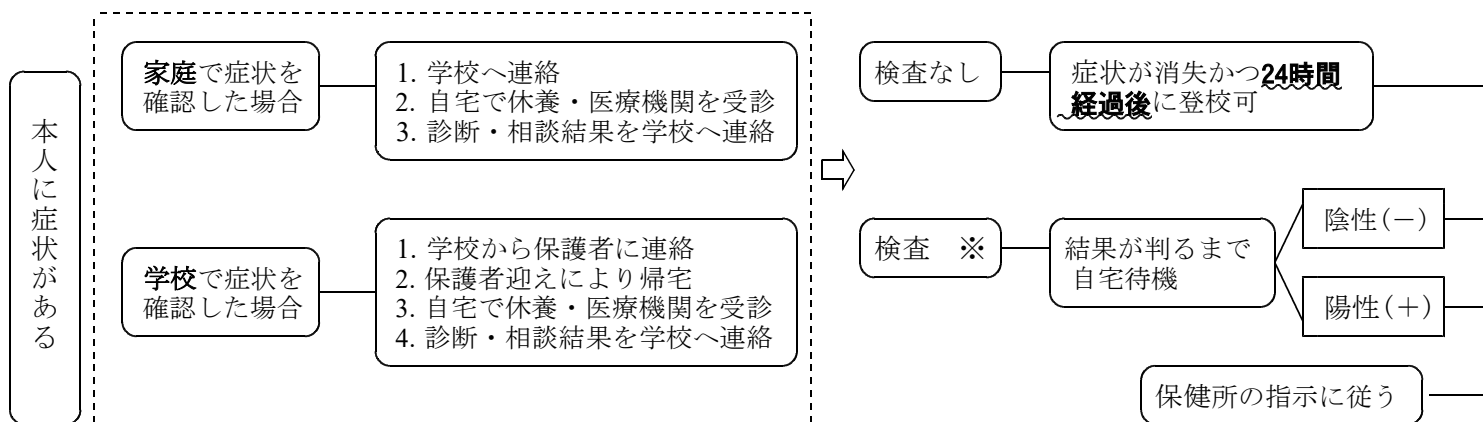 本人に症状がある
家庭で症状を
確認した場合
1. 学校へ連絡
2. 自宅で休養・医療機関を受診
3. 診断・相談結果を学校へ連絡
学校で症状を
確認した場合
1. 学校から保護者に連絡
2. 保護者迎えにより帰宅
3. 自宅で休養・医療機関を受診
4. 診断・相談結果を学校へ連絡
検査なし
症状が消失かつ24時間
経過後に登校可
検査 ※
結果が判るまで
自宅待機
陰性(－)
陽性(＋)
保健所の指示に従う